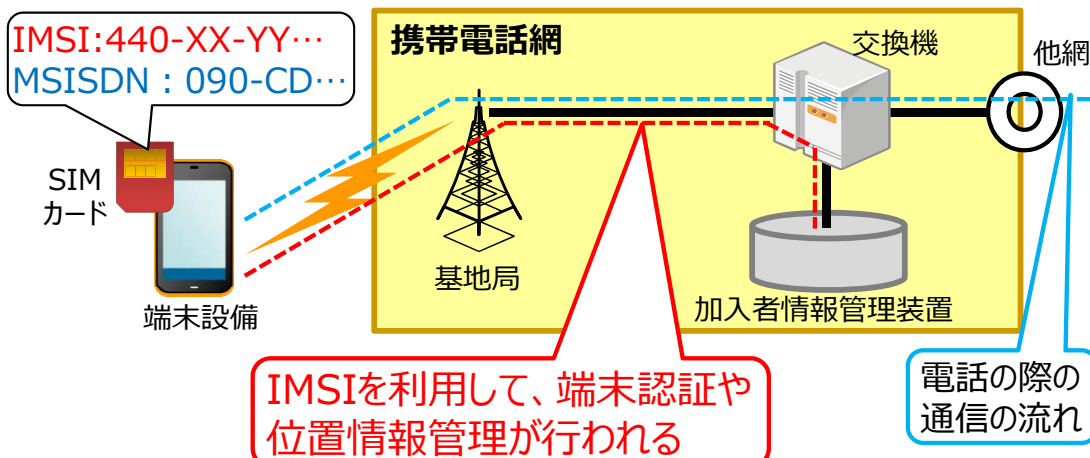 IMSI:440-XX-YY…
MSISDN：090-CD…
SIM
カード
端末設備
携帯電話網
基地局
交換機
加入者情報管理装置
他網
IMSIを利用して、端末認証や
位置情報管理が行われる
電話の際の
通信の流れ